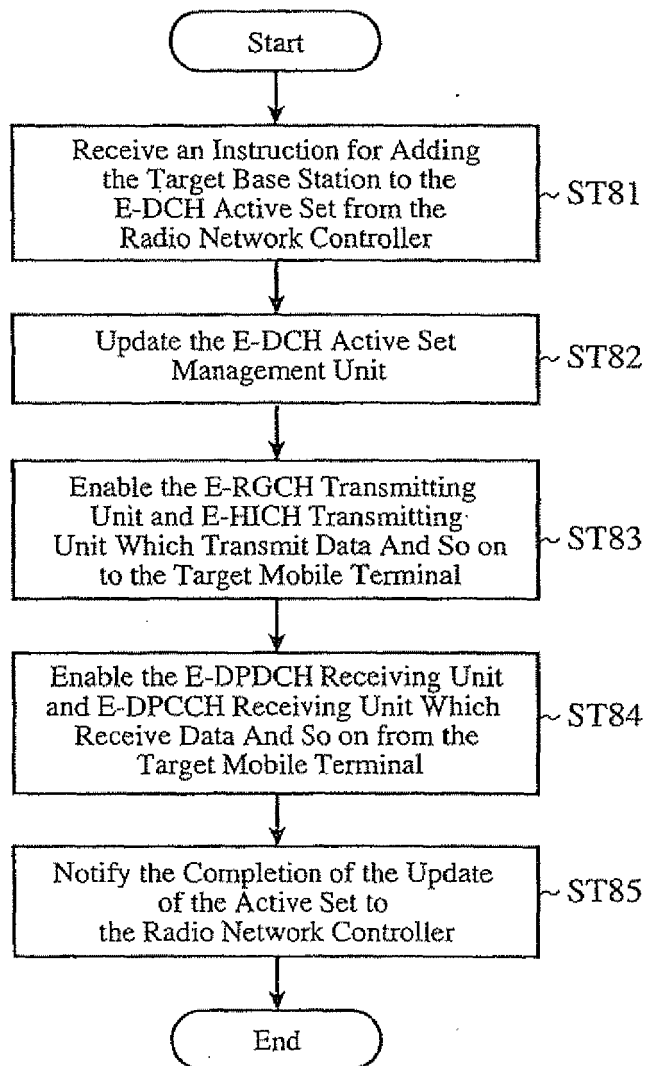 Start
Receive an Instruction for Adding
the Target Base Station to the
E-DCH Active Set from the
Radio Network Controller
~ ST81
Update the E-DCH Active Set
Management Unit
~ ST82
Enable the E-RGCH Transmitting
Unit and E-HICH Transmitting
Unit Which Transmit Data And So on
to the Target Mobile Terminal
~ ST83
Enable the E-DPDCH Receiving Unit
and E-DPCCH Receiving Unit Which
Receive Data And So on from the
Target Mobile Terminal
~ ST84
Notify the Completion of the Update
of the Active Set to
the Radio Network Controller
~ ST85
End